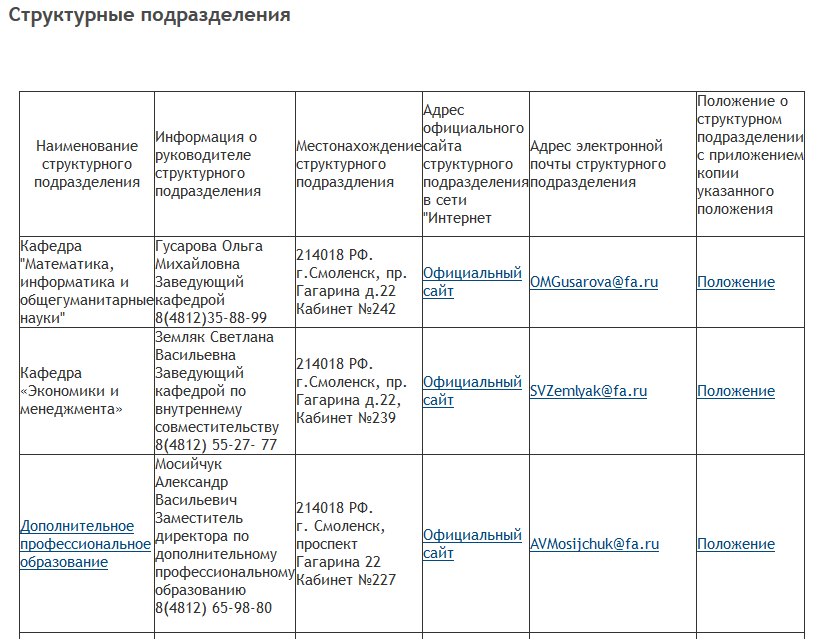 Структурные подразделения
Наименование
структурного
подразделения
Информация о
руководителе
структурного
подразделения
Местонахождение
структурного
подраздления
Адрес
официального
сайта
структурного
подразделения
в сети
"Интернет
Адрес электронной
почты структурного
подразделения
Положение о
структурном
подразделении
с приложением
копии
указанного
положения
Кафедра
"Математика,
информатика и
общегуманитарные
науки"
Гусарова Ольга
Михайловна
Заведующий
кафедрой
8(4812)35-88-99
214018 РФ.
г.Смоленск, пр.
Гагарина д.22
Кабинет №242
Официальный
сайт
OMGusarova@fa.ru
Положение
Кафедра
«Экономики и
менеджмента»
Земляк Светлана
Васильевна
Заведующий
кафедрой по
внутреннему
совместительству
8(4812) 55-27- 77
214018 РФ.
г.Смоленск, пр.
Гагарина д.22,
Кабинет №239
Официальный
сайт
SVZemlyak@fa.ru
Положение
Дополнительное
профессиональное
образование
Мосийчук
Александр
Васильевич
Заместитель
директора по
дополнительному
профессиональному
образованию
8(4812) 65-98-80
214018 РФ.
г. Смоленск,
проспект
Гагарина 22
Кабинет №227
Официальный
сайт
AVMosijchuk@fa.ru
Положение